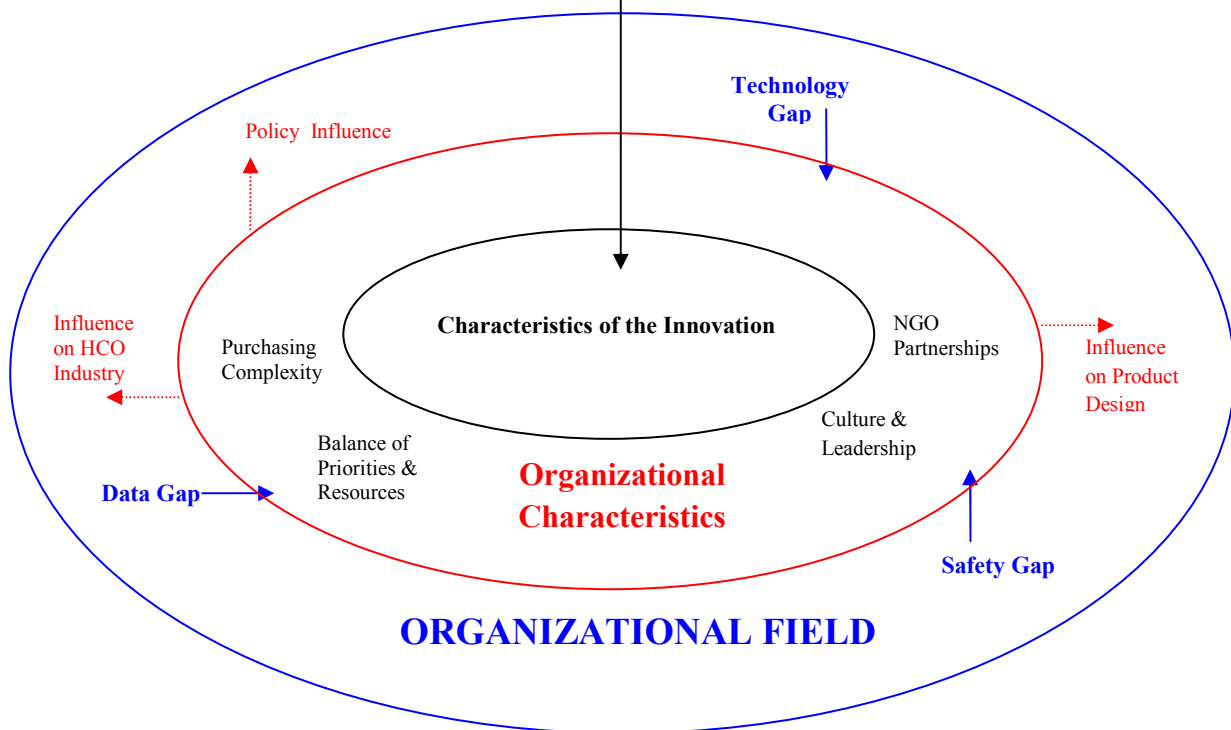 Technology
Gap
Policy  Influence
Characteristics of the Innovation
NGO
Partnerships
Influence
on HCO
Industry
Purchasing
Complexity
Influence
on Product
Design
Culture &
Leadership
Balance of
Priorities &
Resources
Organizational
Characteristics
Data Gap
Safety Gap
ORGANIZATIONAL FIELD